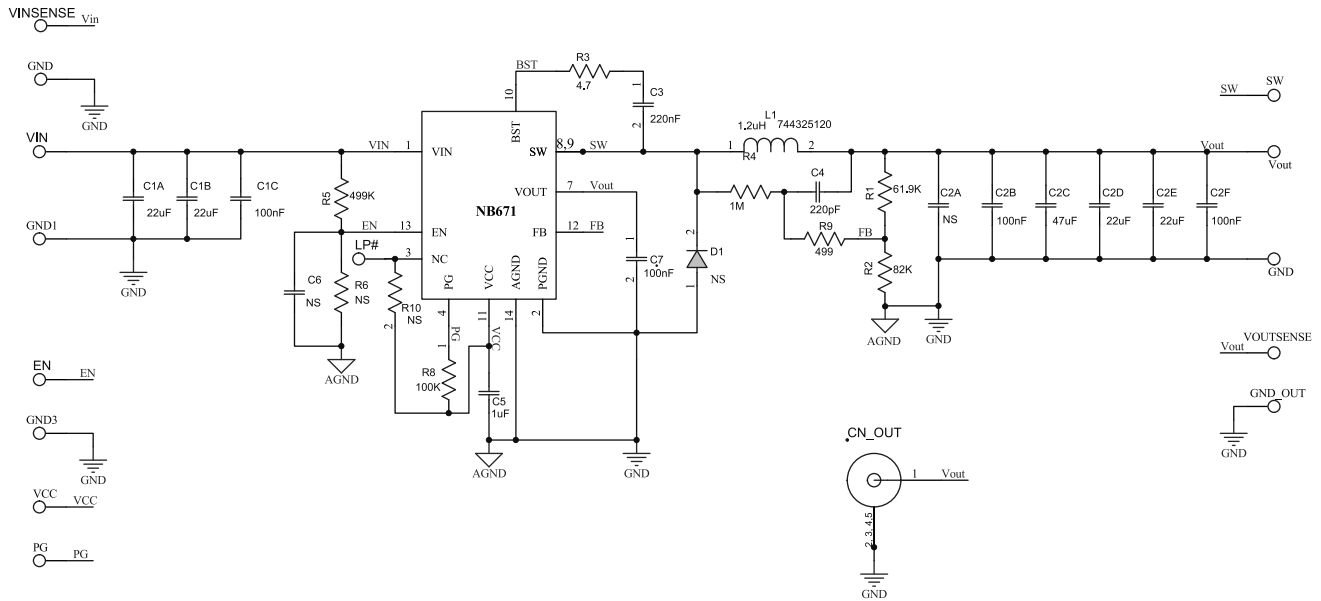 VINSENSE
Vin
GND
GND
VIN
C1A
22uF
C1B
22uF
C1C
100nF
GND1
GND
EN
EN
GND3
GND
VCC
VCC
PG
PG
R5
499K
C6
NS
R6
NS
AGND
VIN
1
EN
13
LP#
3
R10
NS
2
BST
10
R3
4.7
1
C3
220nF
2
VIN
BST
SW
VOUT
NB671
EN
FB
NC
PG
VCC
AGND
PGND
8,9
SW
7
Vout
12
FB
4
11
14
2
PG
1
VCC
R8
100K
C5
1uF
AGND
1
C7
100nF
2
GND
2
D1
NS
1
L1
1.2uH
744325120
1
2
R4
1M
C4
220pF
R9
499
FB
R1
61.9K
R2
82K
AGND
C2A
NS
GND
C2B
100nF
C2C
47uF
C2D
22uF
C2E
22uF
C2F
100nF
Vout
SW
SW
Vout
GND
VOUTSENSE
Vout
GND_OUT
GND
CN_OUT
1
Vout
2, 3, 4,5
GND